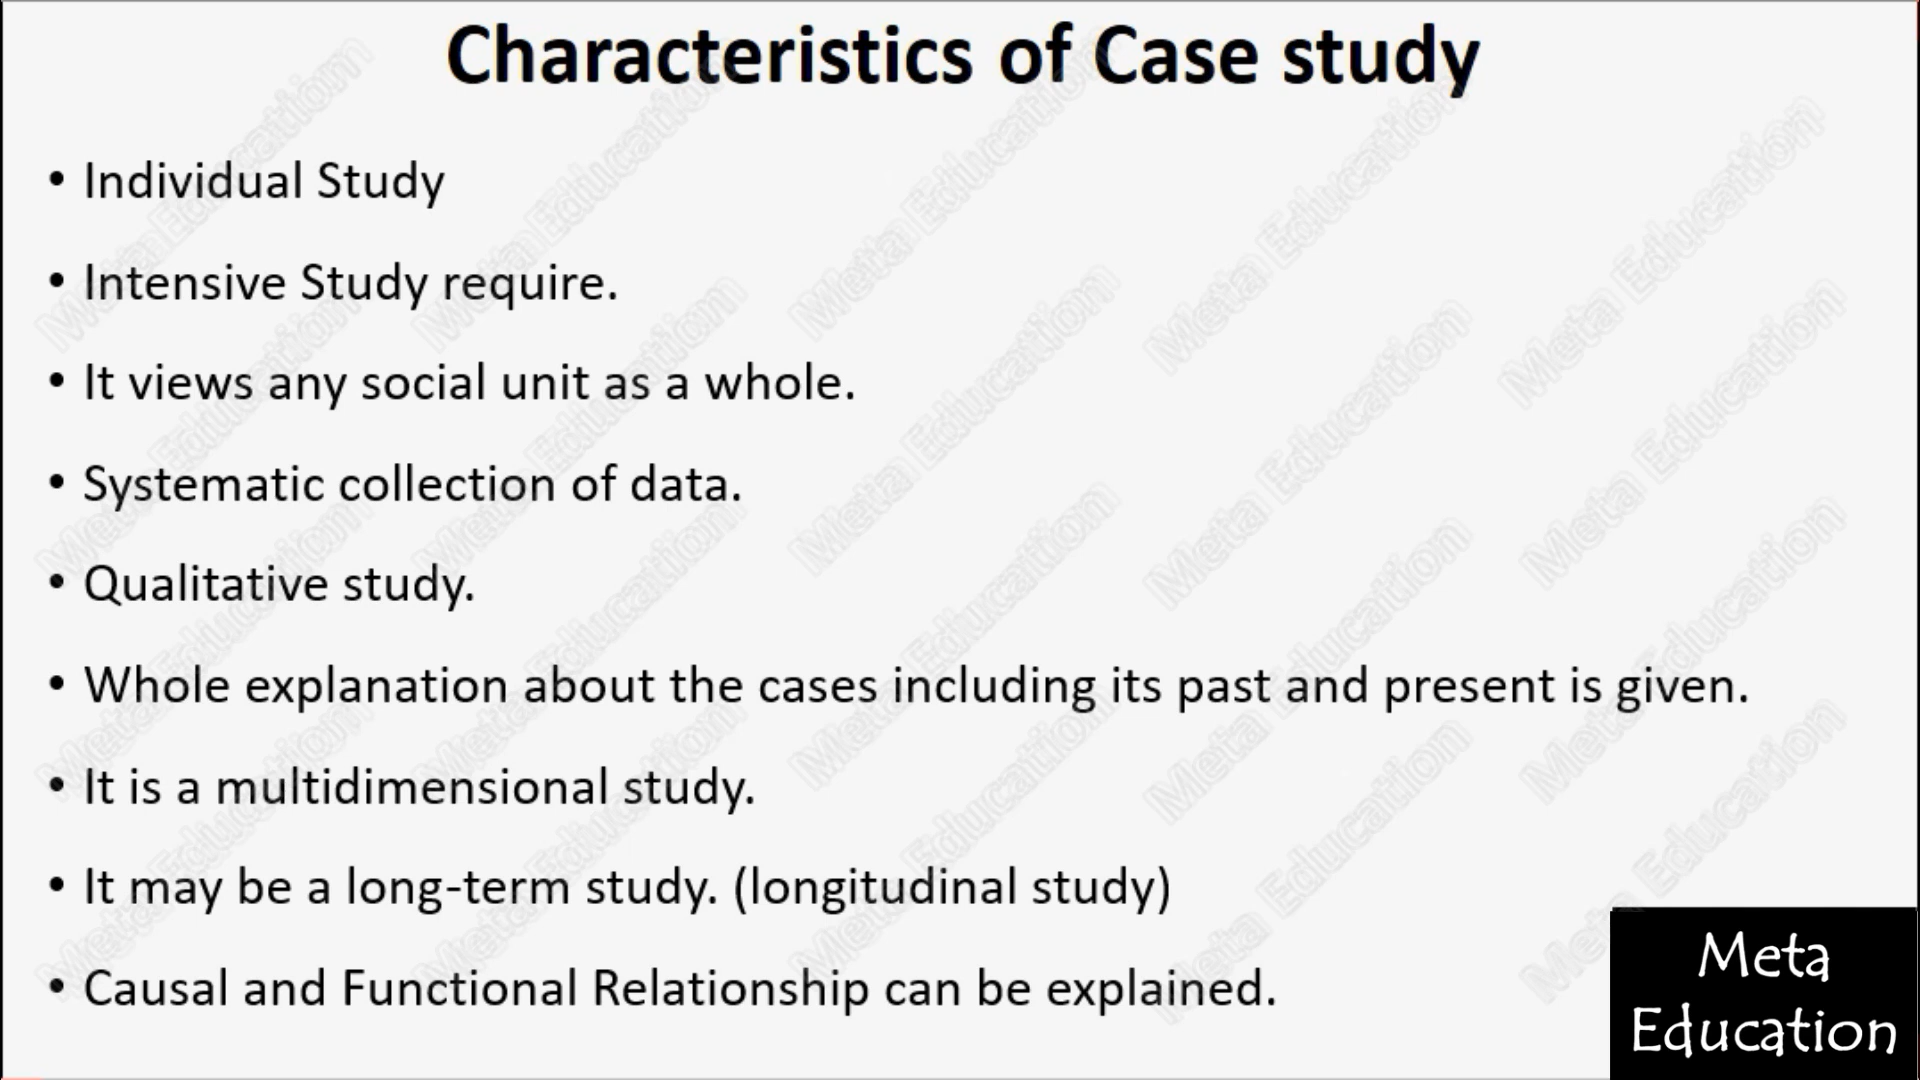 Characteristics of Case study
• Individual Study
• Intensive Study require.
• It views any social unit as a whole.
• Systematic collection of data.
• Qualitative study.
• Whole explanation about the cases including its past and present is given.
• It is a multidimensional study.
• It may be a long-term study. (longitudinal study)
• Causal and Functional Relationship can be explained.
Meta
Education